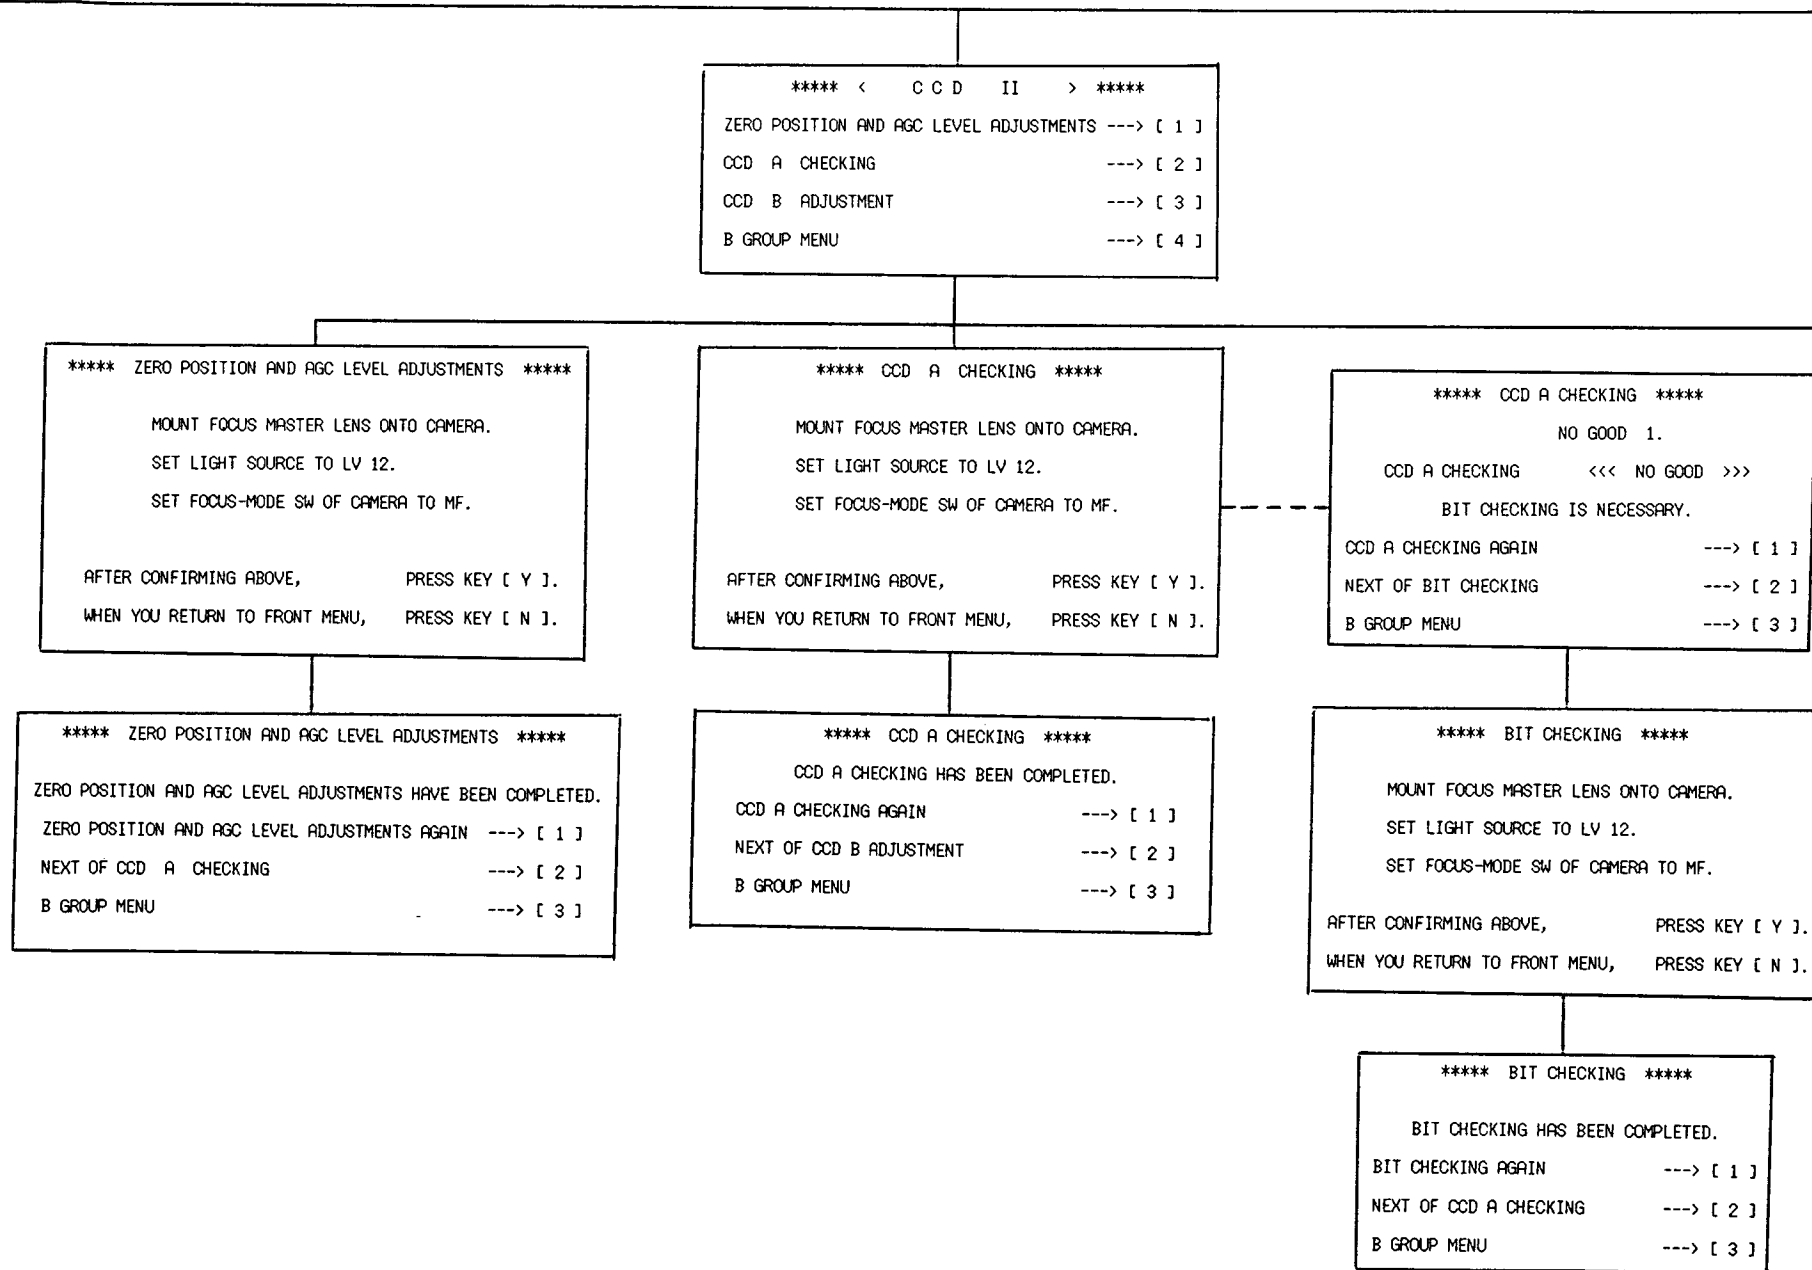 ***** < C C D II > *****
ZERO POSITION AND AGC LEVEL ADJUSTMENTS ---> [ 1 ]
CCD A CHECKING ---> [ 2 ]
CCD B ADJUSTMENT ---> [ 3 ]
B GROUP MENU ---> [ 4 ]
***** ZERO POSITION AND AGC LEVEL ADJUSTMENTS *****
MOUNT FOCUS MASTER LENS ONTO CAMERA.
SET LIGHT SOURCE TO LV 12.
SET FOCUS-MODE SW OF CAMERA TO MF.
AFTER CONFIRMING ABOVE, PRESS KEY [ Y ].
WHEN YOU RETURN TO FRONT MENU, PRESS KEY [ N ].
***** CCD A CHECKING *****
MOUNT FOCUS MASTER LENS ONTO CAMERA.
SET LIGHT SOURCE TO LV 12.
SET FOCUS-MODE SW OF CAMERA TO MF.
AFTER CONFIRMING ABOVE, PRESS KEY [ Y ].
WHEN YOU RETURN TO FRONT MENU, PRESS KEY [ N ].
***** CCD A CHECKING *****
NO GOOD 1.
CCD A CHECKING <<< NO GOOD >>>
BIT CHECKING IS NECESSARY.
CCD A CHECKING AGAIN ---> [ 1 ]
NEXT OF BIT CHECKING ---> [ 2 ]
B GROUP MENU ---> [ 3 ]
***** ZERO POSITION AND AGC LEVEL ADJUSTMENTS *****
ZERO POSITION AND AGC LEVEL ADJUSTMENTS HAVE BEEN COMPLETED.
ZERO POSITION AND AGC LEVEL ADJUSTMENTS AGAIN ---> [ 1 ]
NEXT OF CCD A CHECKING ---> [ 2 ]
B GROUP MENU ---> [ 3 ]
***** CCD A CHECKING *****
CCD A CHECKING HAS BEEN COMPLETED.
CCD A CHECKING AGAIN ---> [ 1 ]
NEXT OF CCD B ADJUSTMENT ---> [ 2 ]
B GROUP MENU ---> [ 3 ]
***** BIT CHECKING *****
MOUNT FOCUS MASTER LENS ONTO CAMERA.
SET LIGHT SOURCE TO LV 12.
SET FOCUS-MODE SW OF CAMERA TO MF.
AFTER CONFIRMING ABOVE, PRESS KEY [ Y ].
WHEN YOU RETURN TO FRONT MENU, PRESS KEY [ N ].
***** BIT CHECKING *****
BIT CHECKING HAS BEEN COMPLETED.
BIT CHECKING AGAIN ---> [ 1 ]
NEXT OF CCD A CHECKING ---> [ 2 ]
B GROUP MENU ---> [ 3 ]